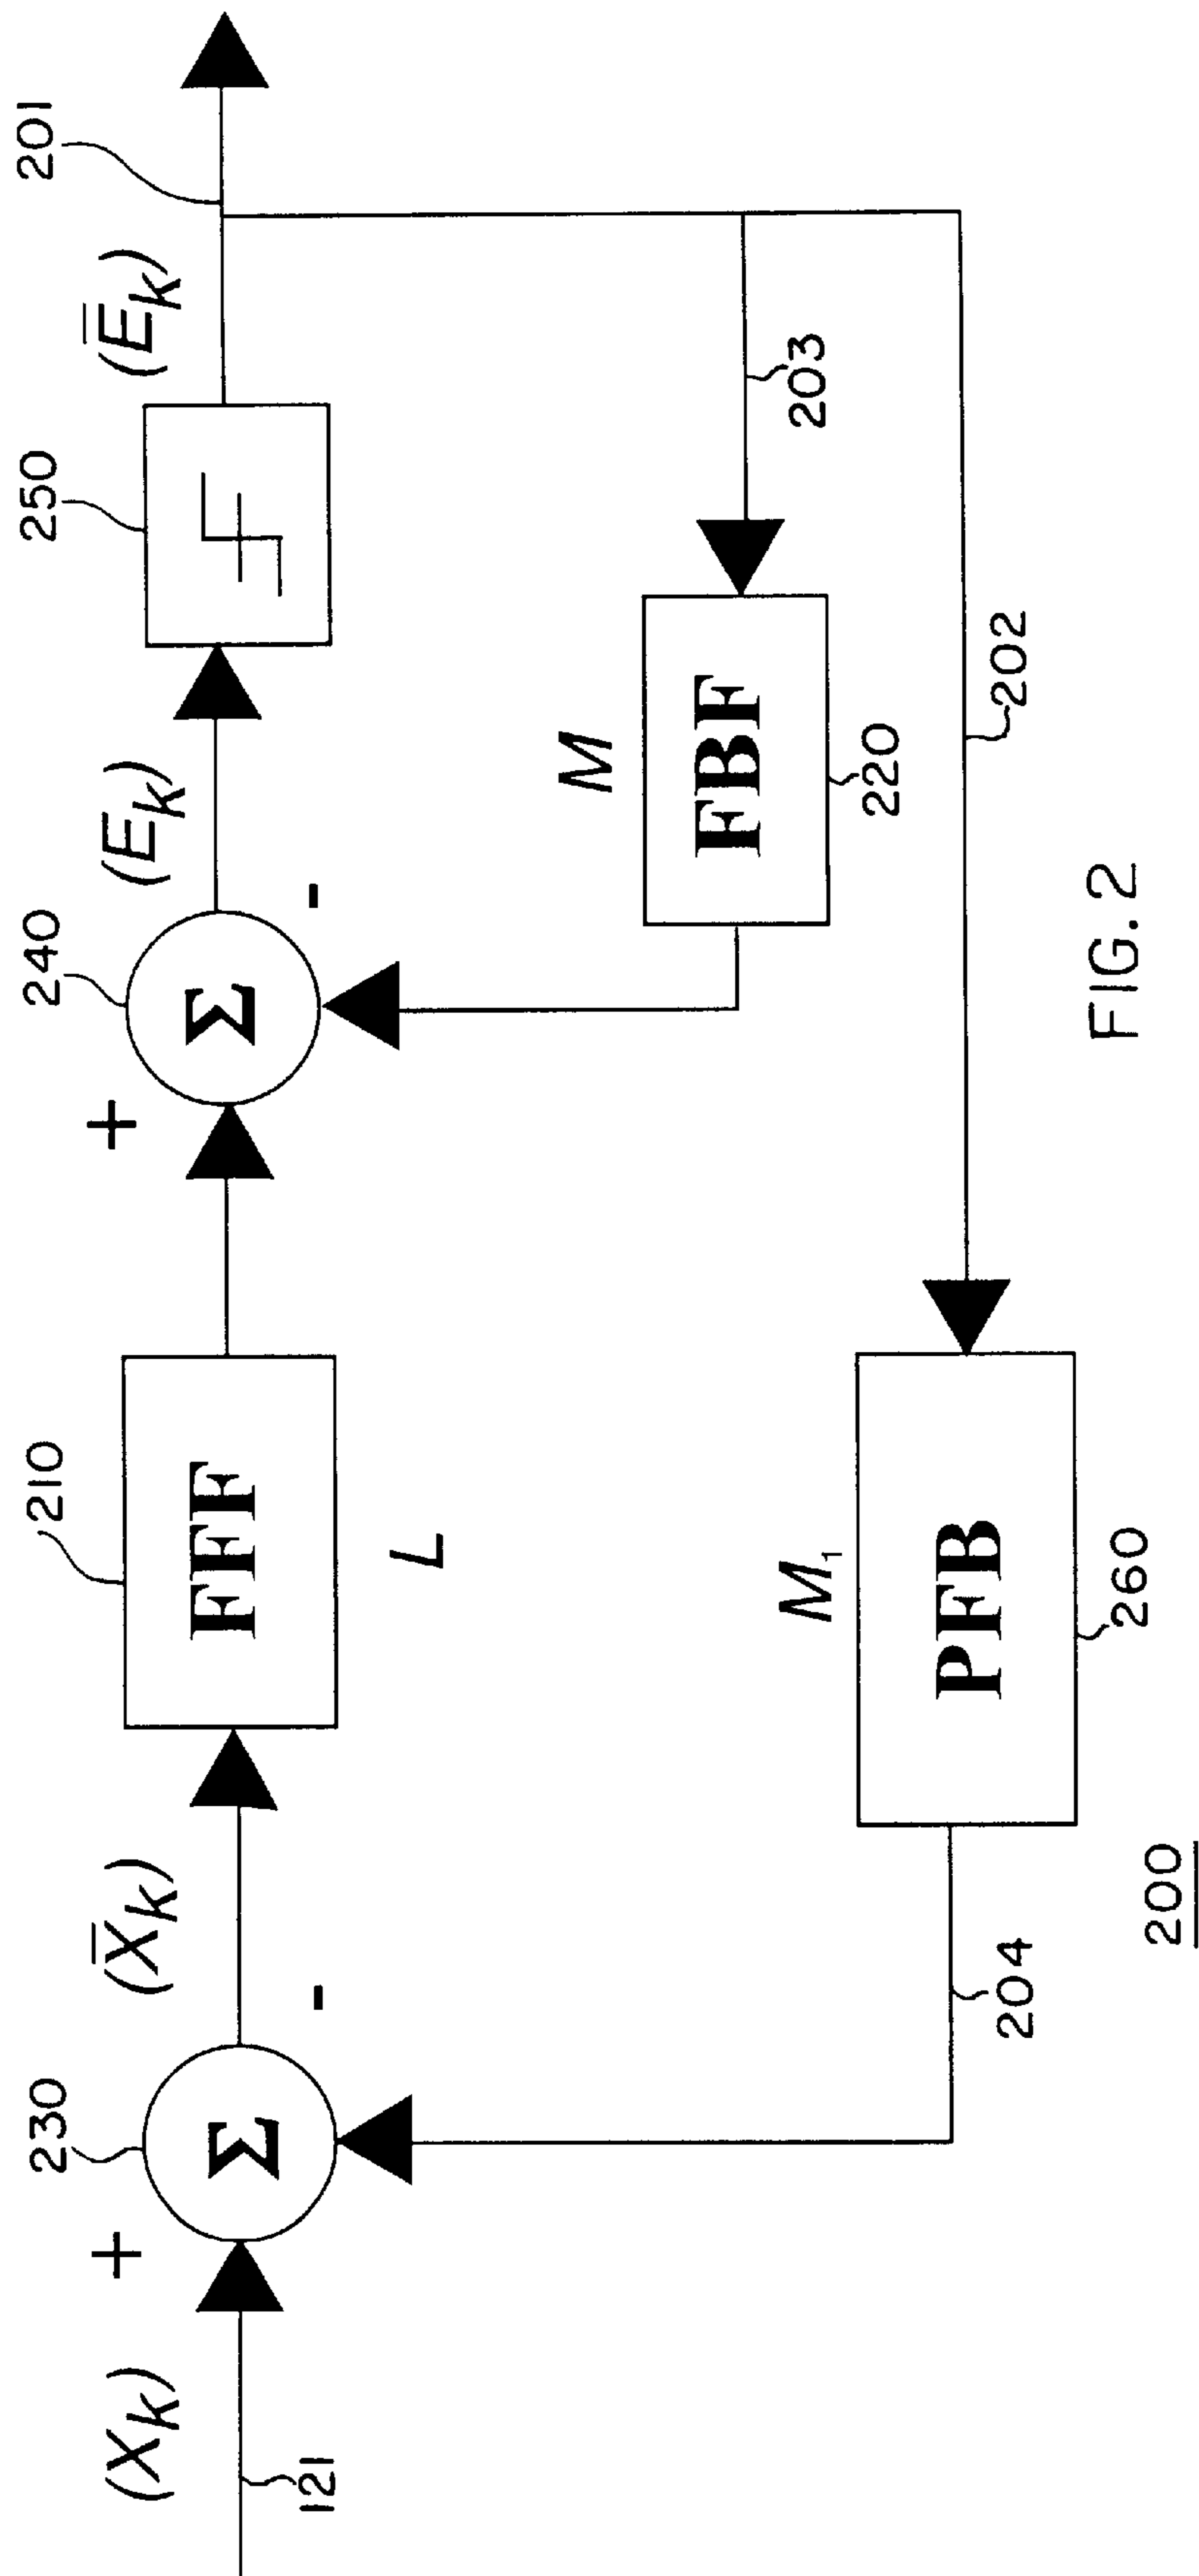 230
240
250
201
210
(X_k)
(X̄_k)
(E_k)
(Ē_k)
+
Σ
-
FFF
L
+
Σ
-
121
M
FBF
220
203
M₁
PFB
260
204
202
200
FIG. 2